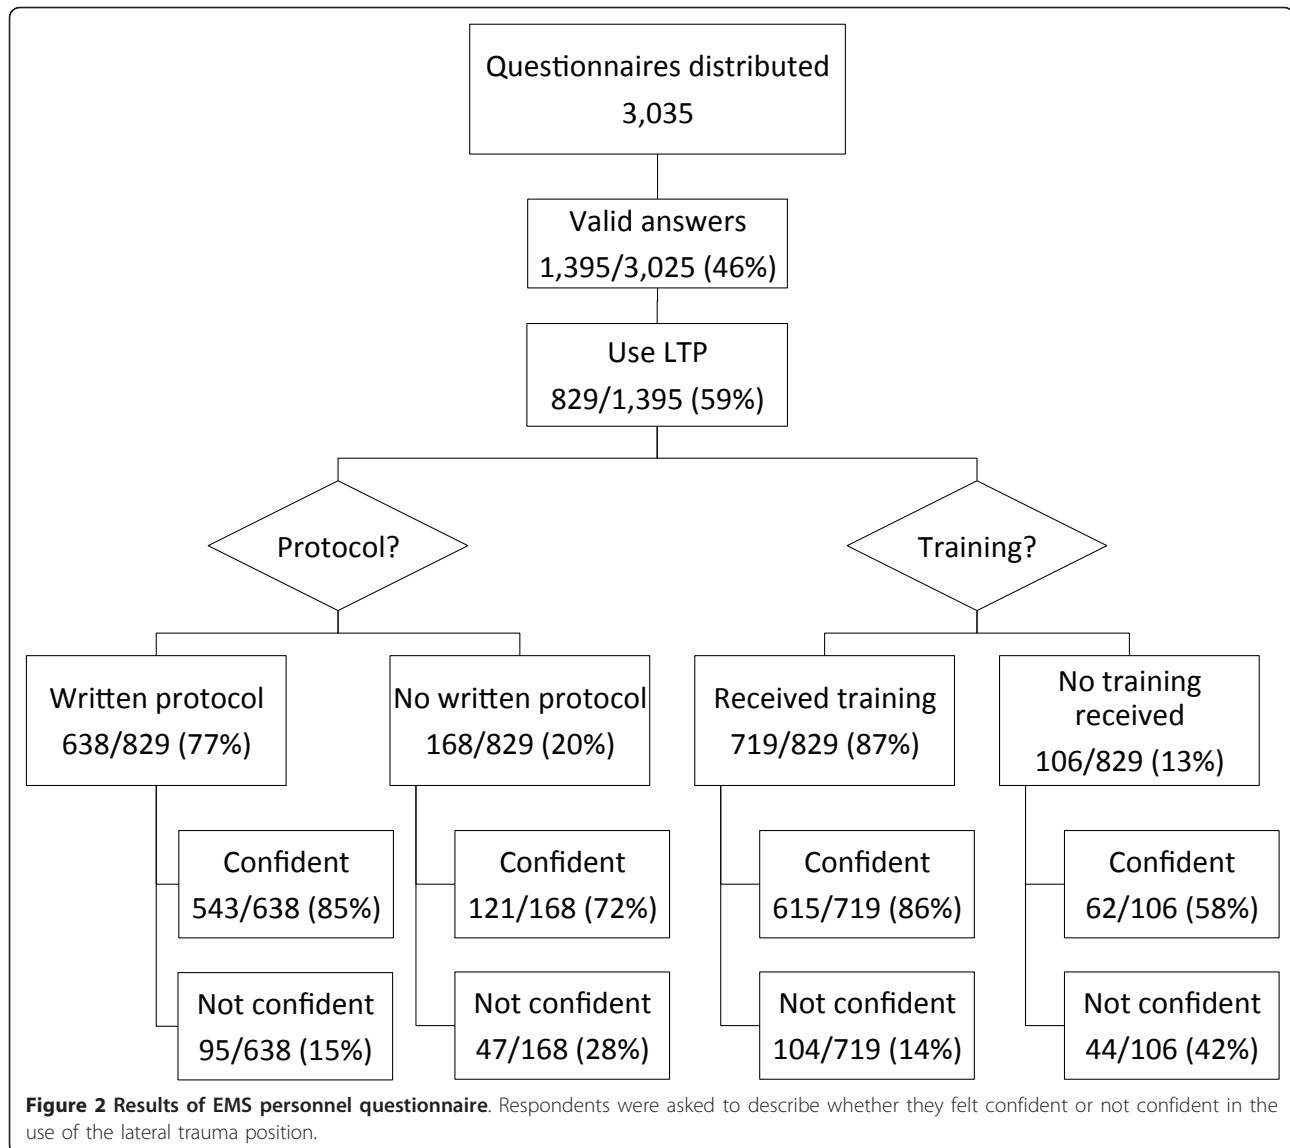 Questionnaires distributed
3,035
Valid answers
1,395/3,025 (46%)
Use LTP
829/1,395 (59%)
Protocol?
Training?
Written protocol
638/829 (77%)
No written protocol
168/829 (20%)
Received training
719/829 (87%)
No training
received
106/829 (13%)
Confident
543/638 (85%)
Confident
121/168 (72%)
Confident
615/719 (86%)
Confident
62/106 (58%)
Not confident
95/638 (15%)
Not confident
47/168 (28%)
Not confident
104/719 (14%)
Not confident
44/106 (42%)
Figure 2 Results of EMS personnel questionnaire. Respondents were asked to describe whether they felt confident or not confident in the
use of the lateral trauma position.